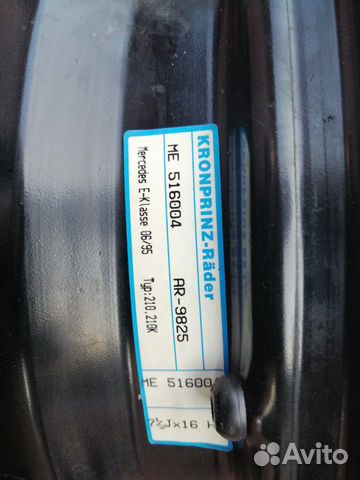 KRONPRINZ-Räder
ME 516004 AR-9825
Mercedes E-Klasse 06/95 Typ:210.210K
ME 51600
7½Jx16 H
Avito